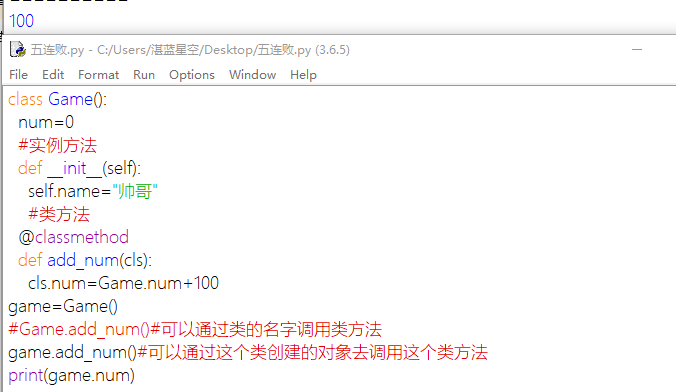 100
五连败.py - C:/Users/湛蓝星空/Desktop/五连败.py (3.6.5)
File Edit Format Run Options Window Help
class Game():
num=0
#实例方法
def __init__(self):
self.name="帅哥"
#类方法
@classmethod
def add_num(cls):
cls.num=Game.num+100
game=Game()
#Game.add_num()#可以通过类的名字调用类方法
game.add_num()#可以通过这个类创建的对象去调用这个类方法
print(game.num)